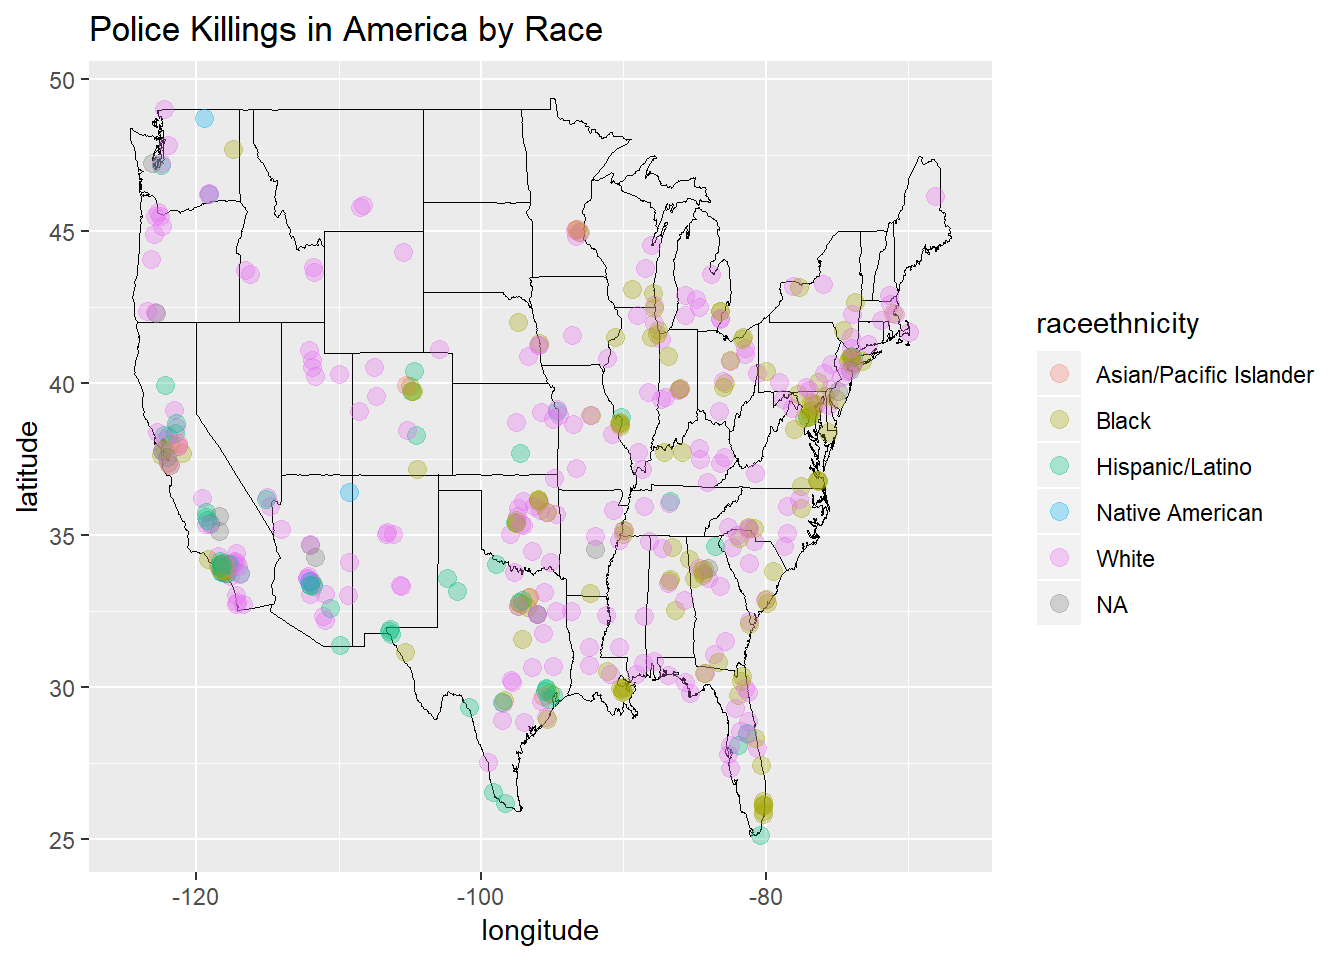 Police Killings in America by Race
50
45
40
35
30
25
latitude
-120
-100
-80
longitude
raceethnicity
Asian/Pacific Islander
Black
Hispanic/Latino
Native American
White
NA